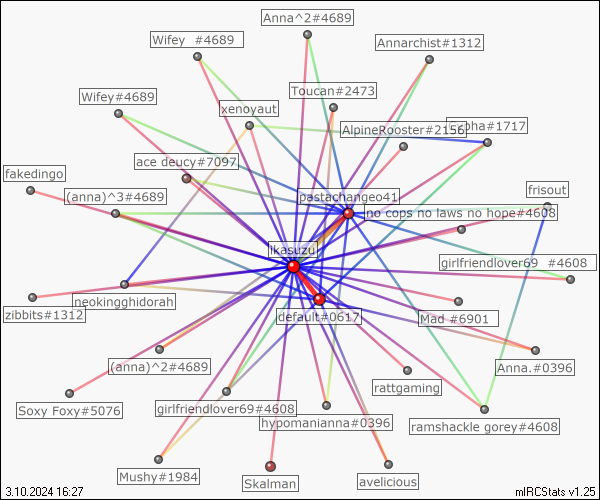 Anna^2#4689
Wifey  #4689
Annarchist#1312
Toucan#2473
Wifey#4689
xenoyaut
AlpineRooster#2156
#1717
ace deucy#7097
fakedingo
(anna)^3#4689
pastachangeo41
frisout
no cops no laws no hope#4608
ikasuzu
girlfriendlover69  #4608
neokingghidorah
zibbits#1312
default#0617
Mad #6901
(anna)^2#4689
Anna.#0396
rattgaming
Soxy Foxy#5076
girlfriendlover69#4608
hypomanianna#0396
ramshackle gorey#4608
Mushy#1984
Skalman
avelicious
3.10.2024 16:27
mIRCStats v1.25